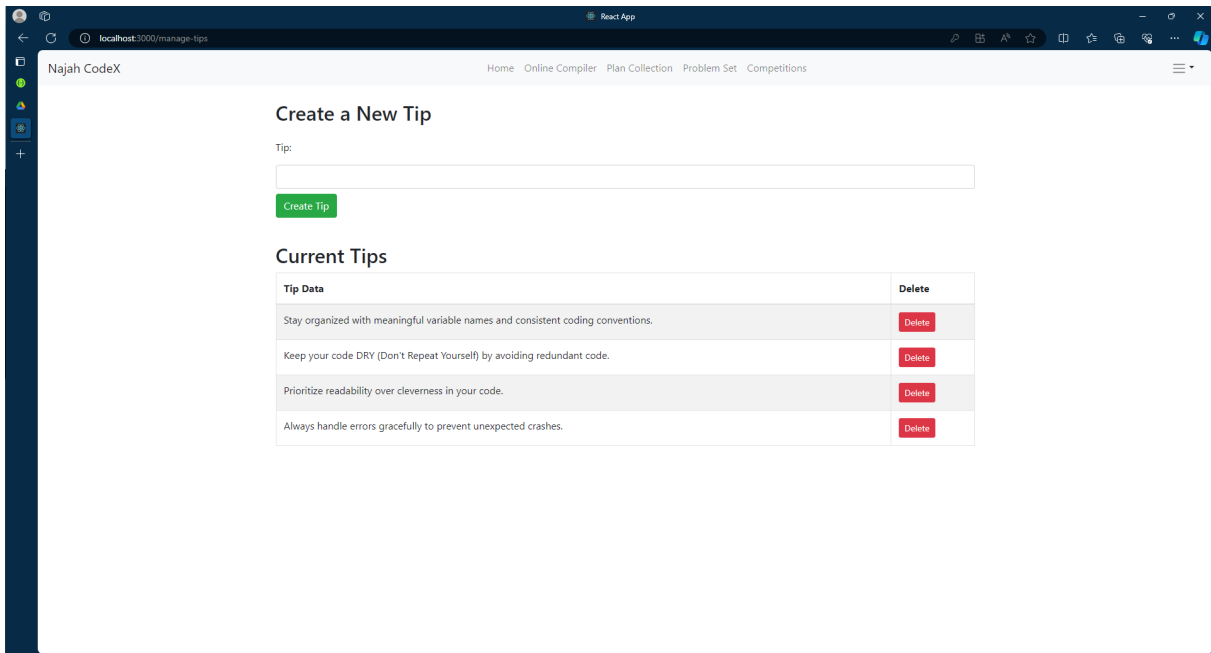 React App
localhost:3000/manage-tips
Najah CodeX
Home Online Compiler Plan Collection Problem Set Competitions
Create a New Tip
Tip:
Create Tip
Current Tips
Tip Data Delete
Stay organized with meaningful variable names and consistent coding conventions. Delete
Keep your code DRY (Don't Repeat Yourself) by avoiding redundant code. Delete
Prioritize readability over cleverness in your code. Delete
Always handle errors gracefully to prevent unexpected crashes. Delete